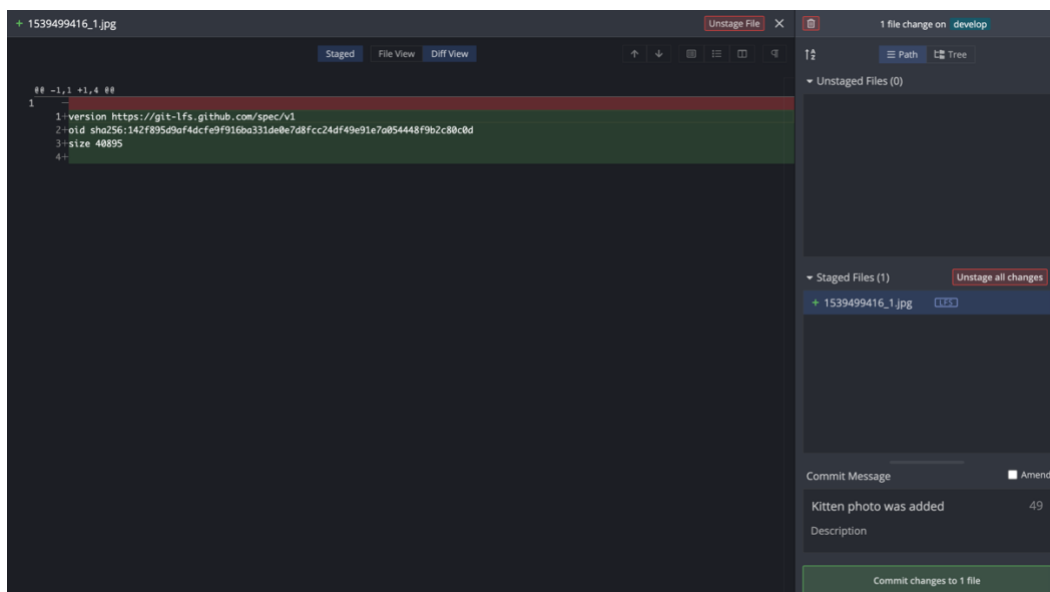 + 1539499416_1.jpg
Unstage File
1 file change on develop
Staged
File View
Diff View
Path
Tree
Unstaged Files (0)
@@ -1,1 +1,4 @@
1 -
1+version https://git-lfs.github.com/spec/v1
2+oid sha256:142f895d9af4dcfe9f916ba331de0e7d8fcc24df49e91e7a054448f9b2c80c0d
3+size 40895
4+
Staged Files (1)
Unstage all changes
+ 1539499416_1.jpg
LFS
Commit Message
Amend
Kitten photo was added
49
Description
Commit changes to 1 file